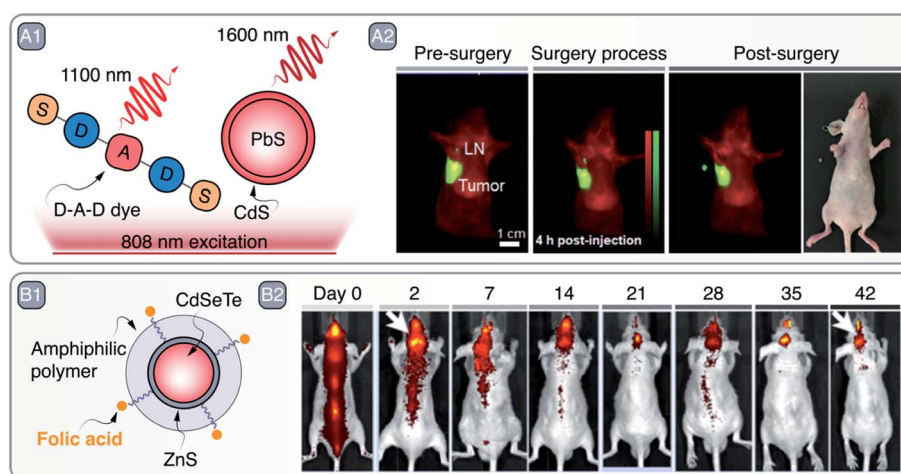 A1
1100 nm
1600 nm
S
D
A
D
S
PbS
D-A-D dye
CdS
808 nm excitation
A2
Pre-surgery
Surgery process
Post-surgery
LN
Tumor
1 cm
4 h post-injection
B1
CdSeTe
Amphiphilic
polymer
Folic acid
ZnS
B2
Day 0
2
7
14
21
28
35
42